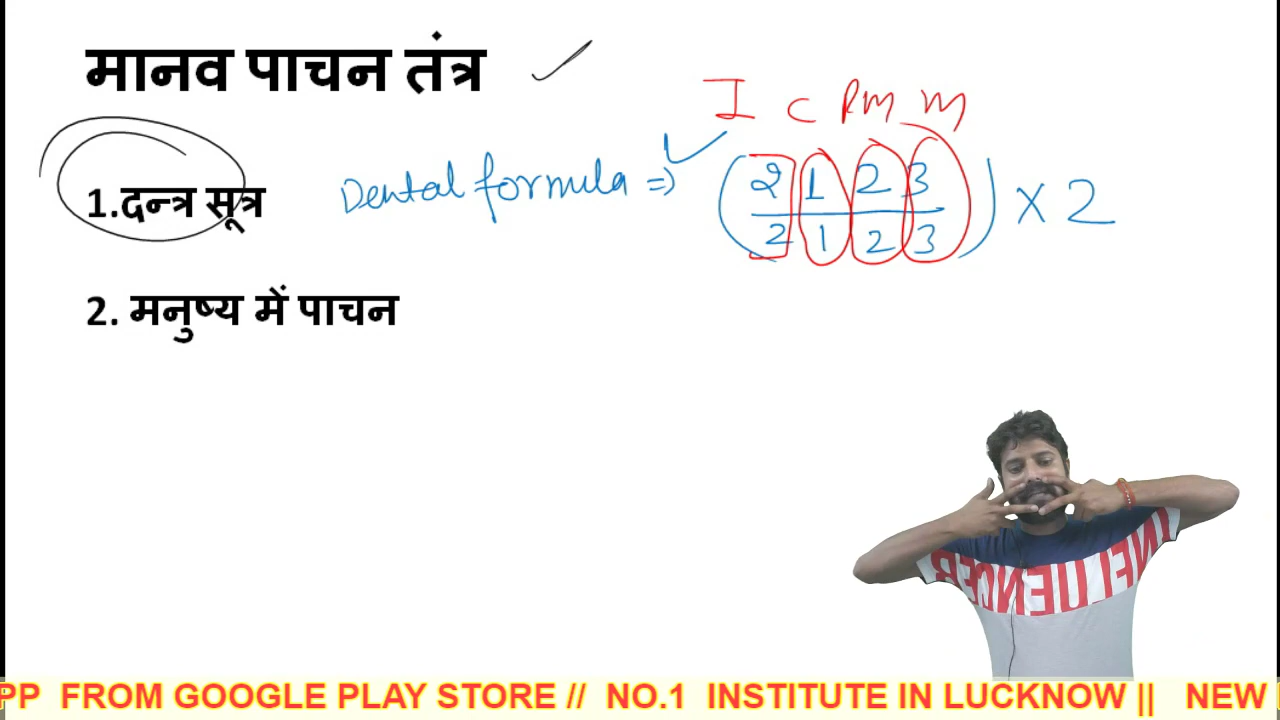 मानव पाचन तंत्र
I C PM M
Dental formula ⇒ (2 1 2 3 / 2 1 2 3) × 2
1.दन्त्र सूत्र
2. मनुष्य में पाचन
INFLUENCER
PP FROM GOOGLE PLAY STORE // NO.1 INSTITUTE IN LUCKNOW || NEW